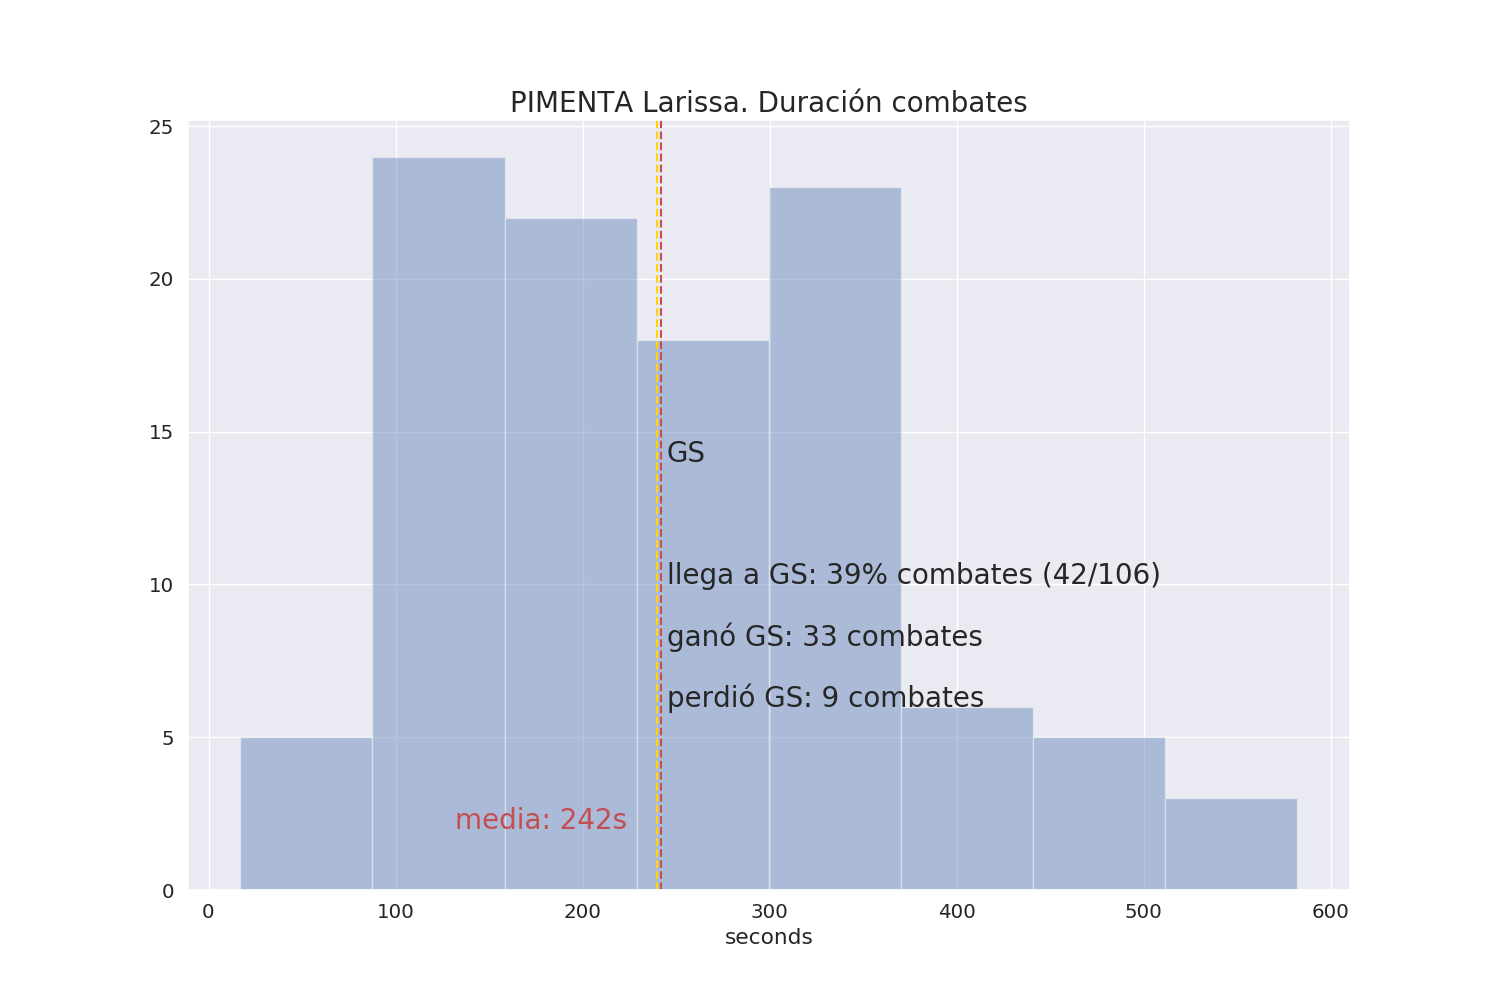 PIMENTA Larissa. Duración combates
25
20
15
10
5
0
GS
llega a GS: 39% combates (42/106)
ganó GS: 33 combates
perdió GS: 9 combates
media: 242s
0 100 200 300 400 500 600
seconds